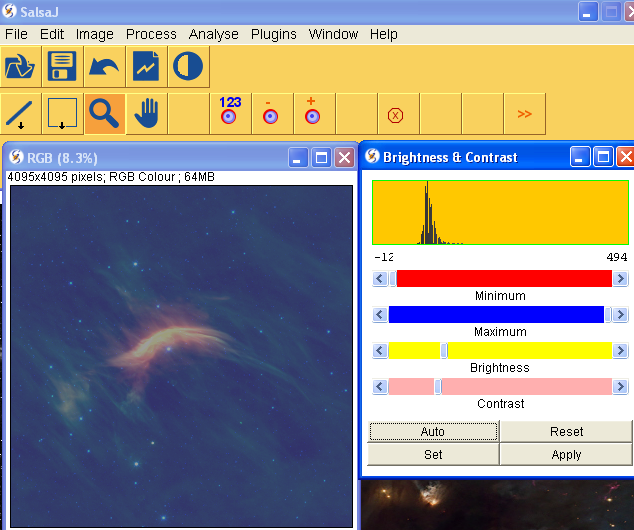 SalsaJ
File Edit Image Process Analyse Plugins Window Help
123 - + >>
RGB (8.3%)
4095x4095 pixels; RGB Colour ; 64MB
Brightness & Contrast
-12 494
Minimum
Maximum
Brightness
Contrast
Auto Reset
Set Apply